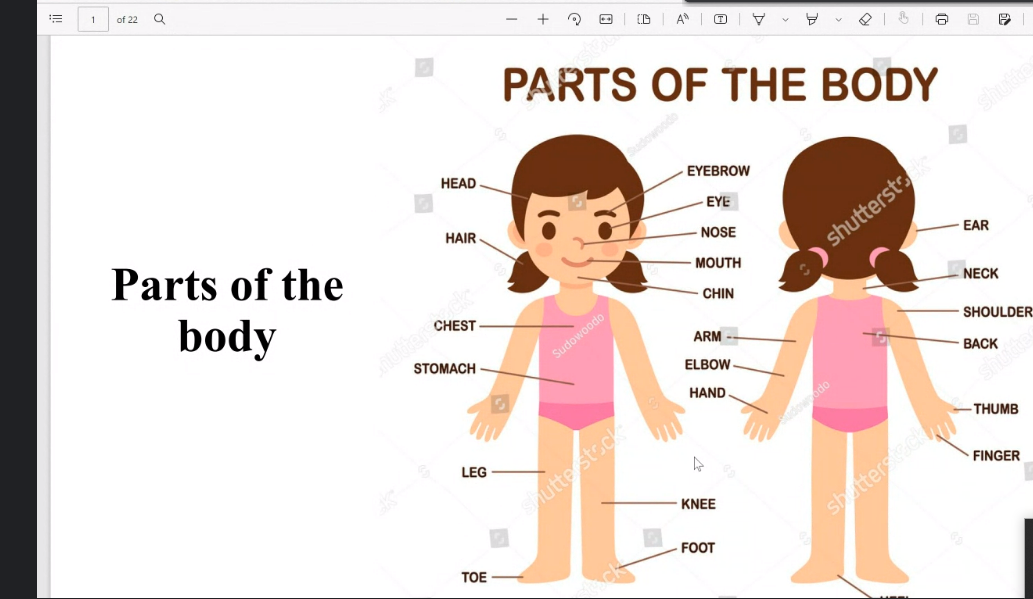 1 of 22
PARTS OF THE BODY
Parts of the
body
HEAD
HAIR
CHEST
STOMACH
LEG
TOE
EYEBROW
EYE
NOSE
MOUTH
CHIN
ARM
ELBOW
HAND
KNEE
FOOT
EAR
NECK
SHOULDER
BACK
THUMB
FINGER
shutterstock
Sudowoodo